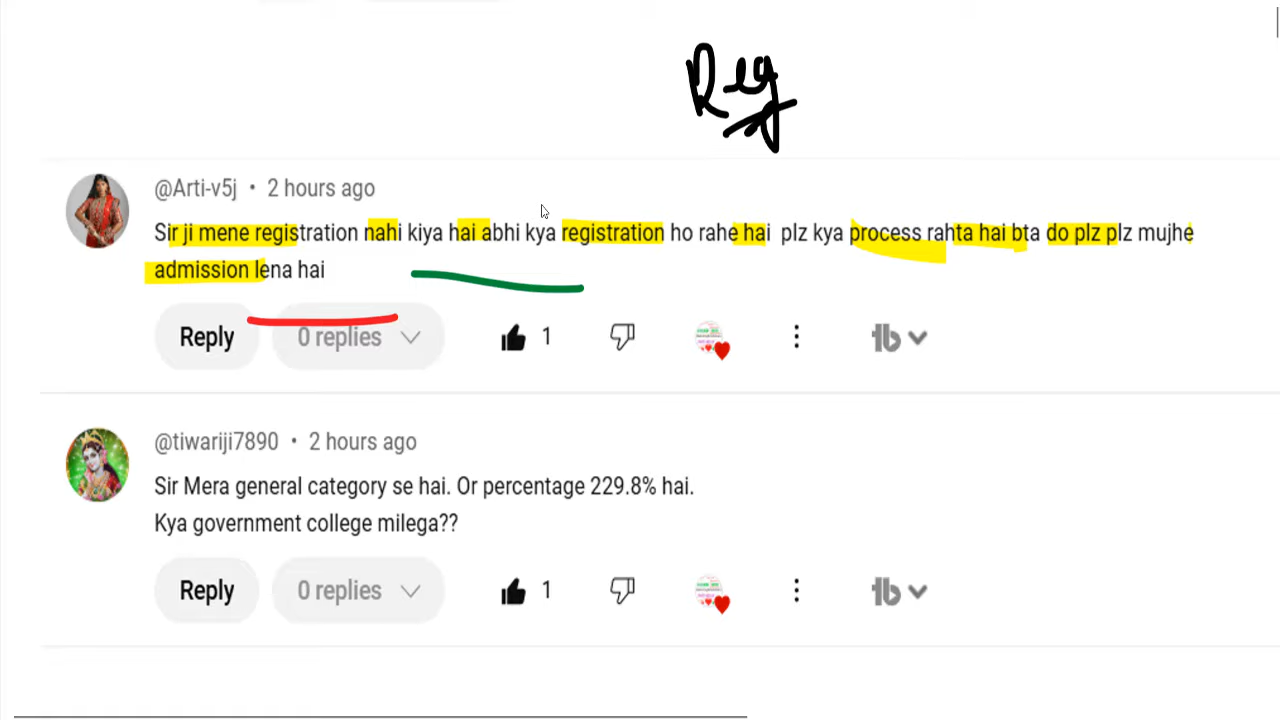 Reg
@Arti-v5j • 2 hours ago
Sir ji mene registration nahi kiya hai abhi kya registration ho rahe hai plz kya process rahta hai bta do plz plz mujhe
admission lena hai
Reply 0 replies 1
@tiwariji7890 • 2 hours ago
Sir Mera general category se hai. Or percentage 229.8% hai.
Kya government college milega??
Reply 0 replies 1